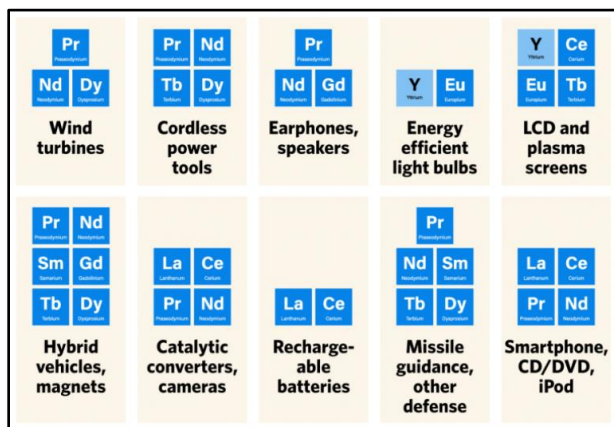 Pr
Praseodymium
Nd Dy
Neodymium Dysprosium
Wind
turbines
Pr Nd
Praseodymium Neodymium
Tb Dy
Terbium Dysprosium
Cordless
power
tools
Pr
Praseodymium
Nd Gd
Neodymium Gadolinium
Earphones,
speakers
Y Eu
Yttrium Europium
Energy
efficient
light bulbs
Y Ce
Yttrium Cerium
Eu Tb
Europium Terbium
LCD and
plasma
screens
Pr Nd
Praseodymium Neodymium
Sm Gd
Samarium Gadolinium
Tb Dy
Terbium Dysprosium
Hybrid
vehicles,
magnets
La Ce
Lanthanum Cerium
Pr Nd
Praseodymium Neodymium
Catalytic
converters,
cameras
La Ce
Lanthanum Cerium
Recharge-
able
batteries
Pr
Praseodymium
Nd Sm
Neodymium Samarium
Tb Dy
Terbium Dysprosium
Missile
guidance,
other
defense
La Ce
Lanthanum Cerium
Pr Nd
Praseodymium Neodymium
Smartphone,
CD/DVD,
iPod